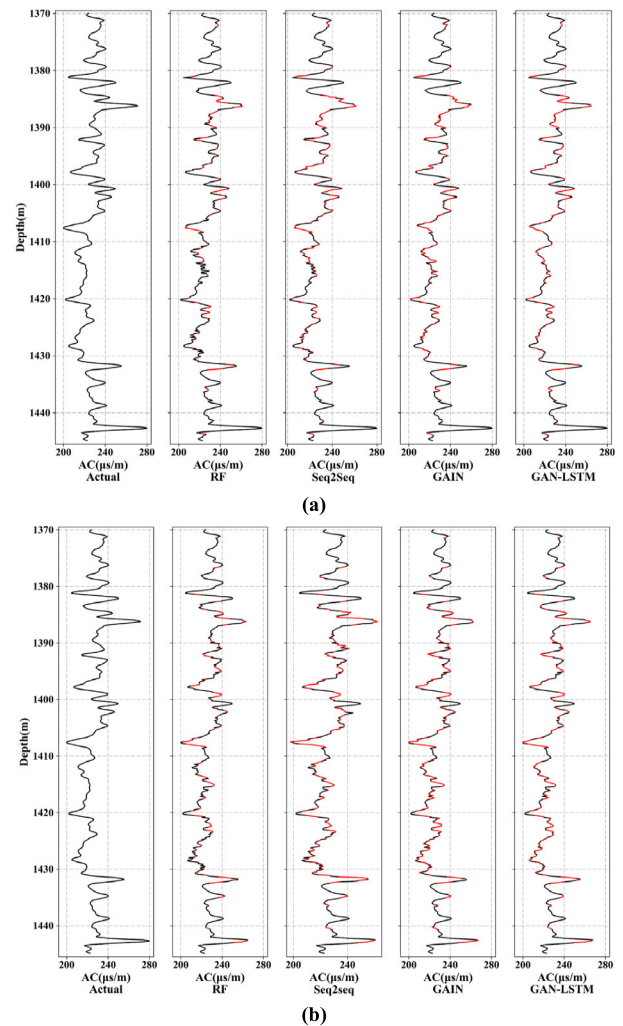 1370
1380
1390
1400
1410
1420
1430
1440
Depth(m)
200 240 280 200 240 280 200 240 280 200 240 280 200 240 280
AC(μs/m) AC(μs/m) AC(μs/m) AC(μs/m) AC(μs/m)
Actual RF Seq2Seq GAIN GAN-LSTM
(a)
1370
1380
1390
1400
1410
1420
1430
1440
Depth(m)
200 240 280 200 240 280 200 240 200 240 280 200 240 280
AC(μs/m) AC(μs/m) AC(μs/m) AC(μs/m) AC(μs/m)
Actual RF Seq2seq GAIN GAN-LSTM
(b)